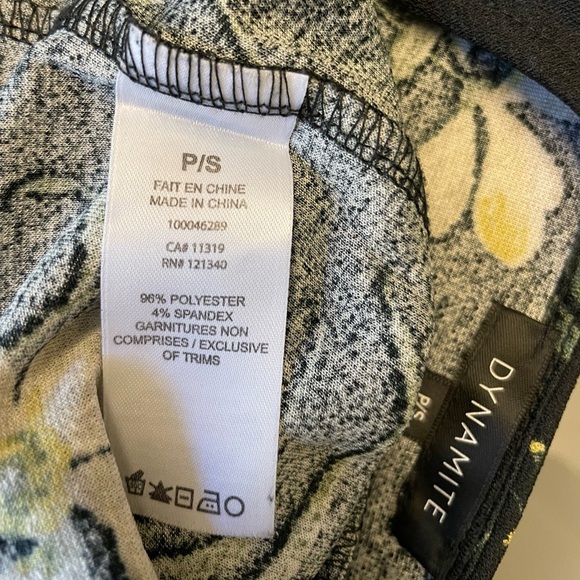 P/S
FAIT EN CHINE
MADE IN CHINA
100046289
CA# 11319
RN# 121340
96% POLYESTER
4% SPANDEX
GARNITURES NON
COMPRISES / EXCLUSIVE
OF TRIMS
DYNAMITE
P/S